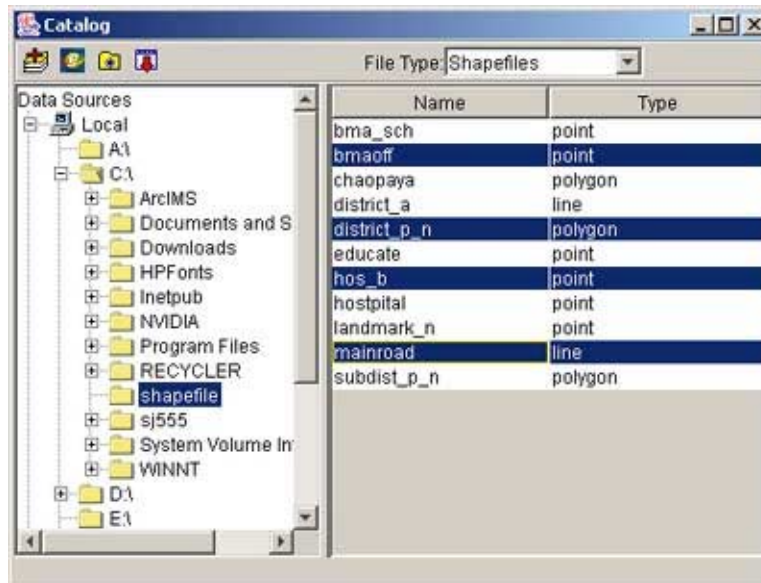 Catalog
File Type: Shapefiles
Data Sources
Local
A:\
C:\
ArcIMS
Documents and S
Downloads
HPFonts
Inetpub
NVIDIA
Program Files
RECYCLER
shapefile
sj555
System Volume In
WINNT
D:\
E:\
Name Type
bma_sch point
bmaoff point
chaopaya polygon
district_a line
district_p_n polygon
educate point
hos_b point
hostpital point
landmark_n point
mainroad line
subdist_p_n polygon